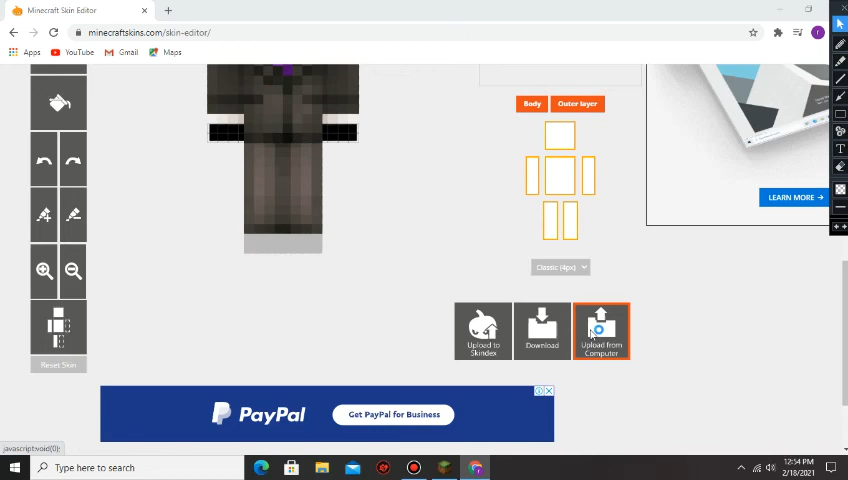 Minecraft Skin Editor
minecraftskins.com/skin-editor/
r
Apps
YouTube
Gmail
Maps
Body
Outer layer
T
LEARN MORE →
Classic (4px)
Upload to
Skindex
Download
Upload from
Computer
Reset Skin
PayPal
Get PayPal for Business
javascript:void(0);
Type here to search
12:54 PM
2/18/2021